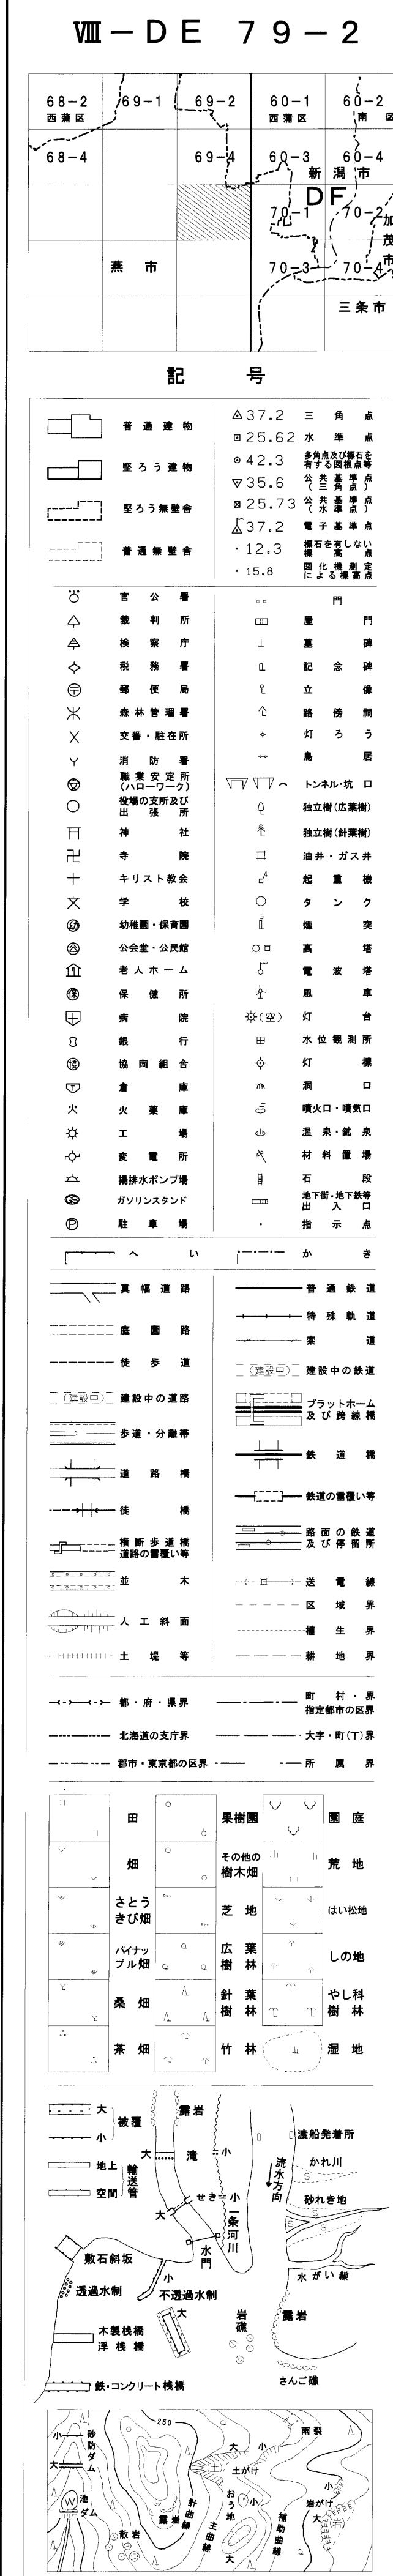 Ⅷ－DE 79－2
68-2 69-1 69-2 60-1 60-2
西蒲区 西蒲区 南区
68-4 69-4 60-3 60-4
新潟市
DF
70-1 70-2
加茂市
燕市 70-3 70-4
三条市
記号
普通建物
堅ろう建物
堅ろう無壁舎
普通無壁舎
37.2 三角点
25.62 水準点
42.3 多角点及び標石を有する図根点等
35.6 公共基準点(三角点)
25.73 公共基準点(水準点)
37.2 電子基準点
12.3 標石を有しない標高点
15.8 図化機測定による標高点
官公署
裁判所
検察庁
税務署
郵便局
森林管理署
交番・駐在所
消防署
職業安定所
(ハローワーク)
役場の支所及び
出張所
神社
寺院
キリスト教会
学校
幼稚園・保育園
公会堂・公民館
老人ホーム
保健所
病院
銀行
協同組合
倉庫
火薬庫
工場
変電所
揚排水ポンプ場
ガソリンスタンド
駐車場
門
屋門
墓碑
記念碑
立像
路傍祠
灯ろう
鳥居
トンネル・坑口
独立樹(広葉樹)
独立樹(針葉樹)
油井・ガス井
起重機
タンク
煙突
高塔
電波塔
風車
(空) 灯台
水位観測所
灯標
洞口
噴火口・噴気口
温泉・鉱泉
材料置場
石段
地下街・地下鉄等
出入口
指示点
へい
かき
真幅道路
庭園路
徒歩道
(建設中) 建設中の道路
歩道・分離帯
道路橋
徒橋
横断歩道橋
道路の雪覆い等
並木
人工斜面
土堤等
普通鉄道
特殊軌道
索道
(建設中) 建設中の鉄道
プラットホーム
及び跨線橋
鉄道橋
鉄道の雪覆い等
路面の鉄道
及び停留所
送電線
区域界
植生界
耕地界
都・府・県界
北海道の支庁界
郡市・東京都の区界
町村・界
指定都市の区界
大字・町(丁)界
所属界
田 果樹園 園庭
畑 その他の樹木畑 荒地
さとうきび畑 芝地 はい松地
パイナップル畑 広葉樹林 しの地
桑畑 針葉樹林 やし科樹林
茶畑 竹林 湿地
大
小
被覆
地上
空間
輸送管
露岩
大 滝 小
渡船発着所
かれ川
流水方向
砂れき地
せき 小
大
一条河川
水門
敷石斜坂
小
水がい線
透過水制
不透過水制
大
木製桟橋
浮桟橋
岩礁
露岩
さんご礁
鉄・コンクリート桟橋
250
雨裂
小 砂防ダム
大
大 小
土がけ
W 池
ダム
計曲線
主曲線
おう地
小
大
補助曲線
小
岩がけ
大
(岩)
散岩
露岩